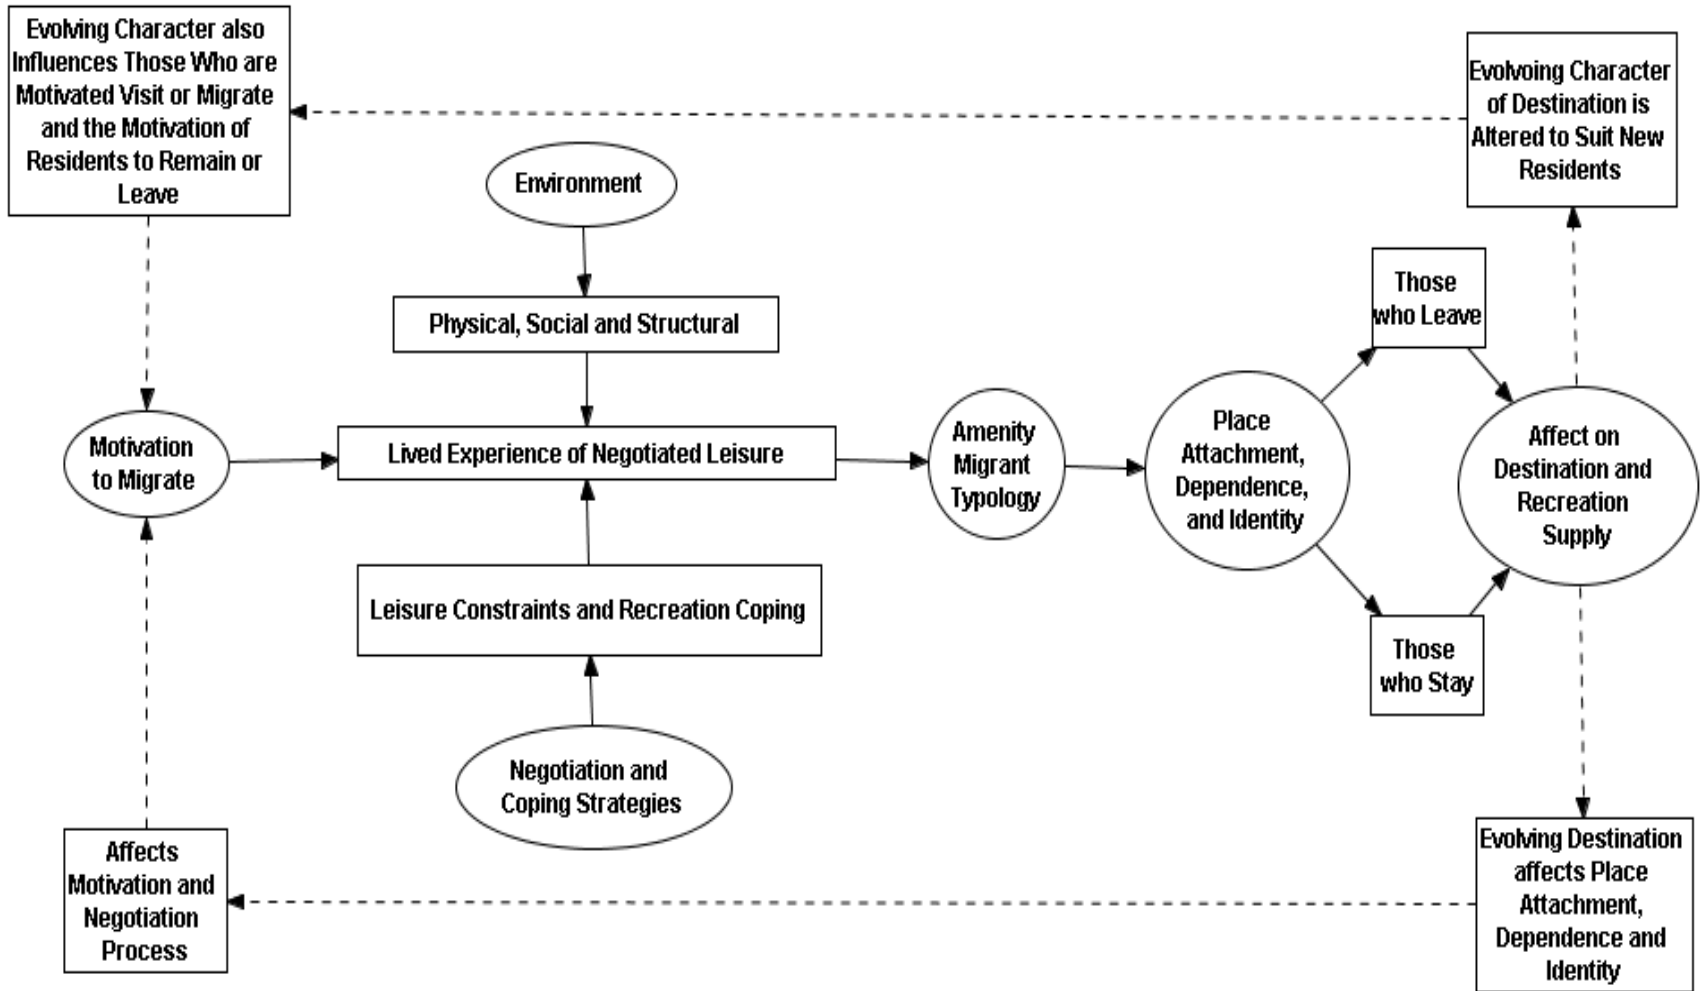 Evolving Character also
Influences Those Who are
Motivated Visit or Migrate
and the Motivation of
Residents to Remain or
Leave
Evolvoing Character
of Destination is
Altered to Suit New
Residents
Environment
Physical, Social and Structural
Those
who Leave
Motivation
to Migrate
Lived Experience of Negotiated Leisure
Amenity
Migrant
Typology
Place
Attachment,
Dependence,
and Identity
Affect on
Destination and
Recreation
Supply
Leisure Constraints and Recreation Coping
Those
who Stay
Negotiation and
Coping Strategies
Affects
Motivation and
Negotiation
Process
Evolving Destination
affects Place
Attachment,
Dependence and
Identity